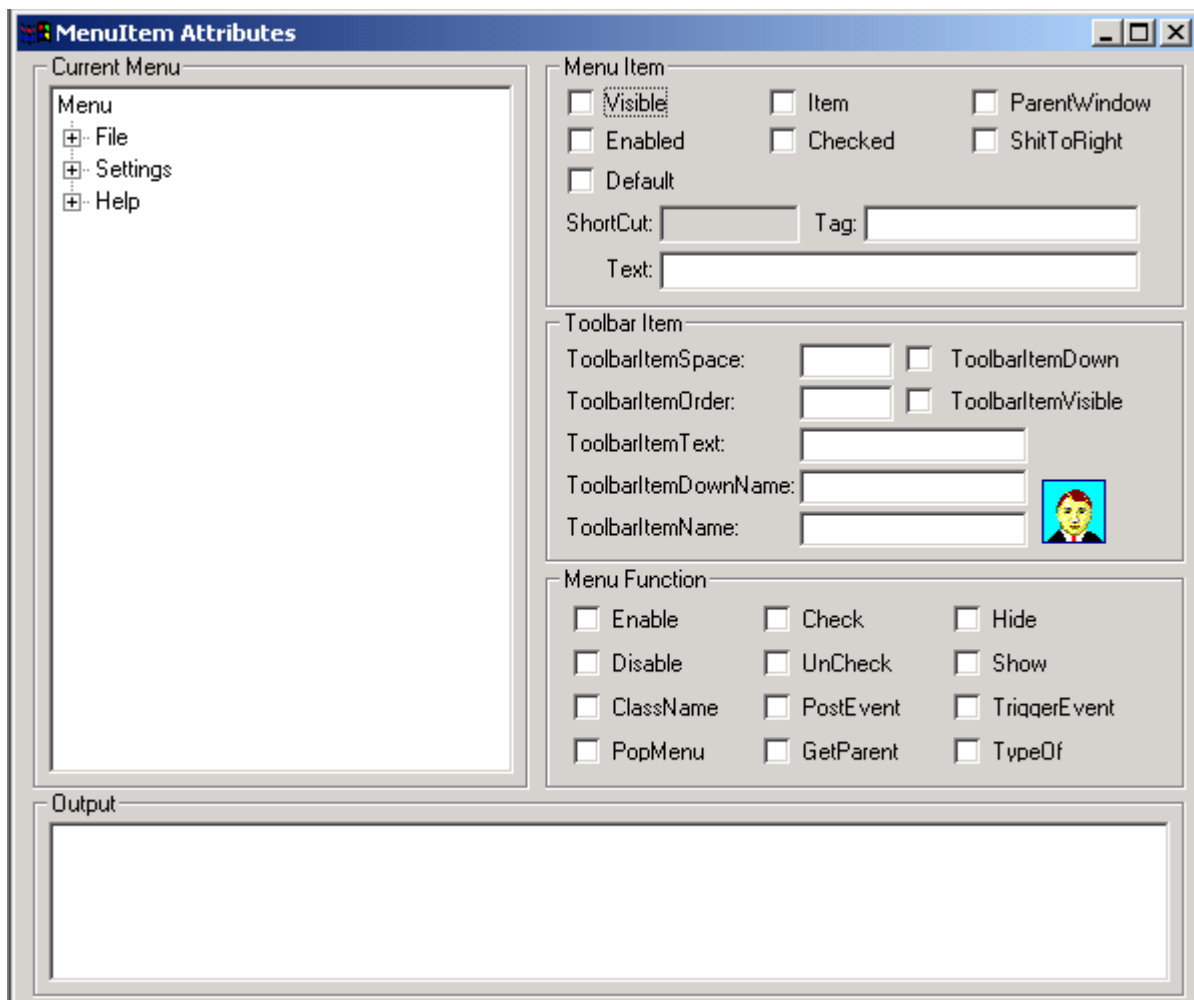 MenuItem Attributes
Current Menu
Menu
File
Settings
Help
Menu Item
Visible Item ParentWindow
Enabled Checked ShitToRight
Default
ShortCut: Tag:
Text:
Toolbar Item
ToolbarItemSpace: ToolbarItemDown
ToolbarItemOrder: ToolbarItemVisible
ToolbarItemText:
ToolbarItemDownName:
ToolbarItemName:
Menu Function
Enable Check Hide
Disable UnCheck Show
ClassName PostEvent TriggerEvent
PopMenu GetParent TypeOf
Output